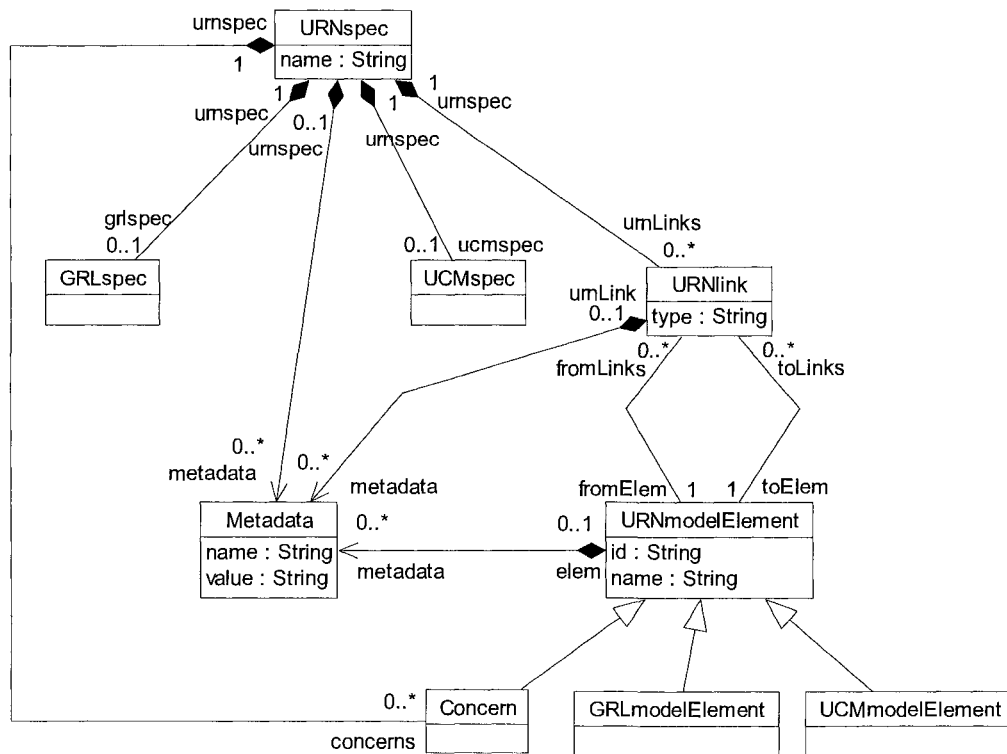 urnspec
URNspec
1
name : String
1
urnspec
0..1
urnspec
1
urnspec
1
urnspec
grlspec
0..1
GRLspec
0..1
ucmspec
UCMspec
urnLinks
0..*
URNlink
type : String
urnLink
0..1
0..*
fromLinks
0..*
toLinks
0..*
metadata
0..*
metadata
fromElem
1
1
toElem
Metadata
name : String
value : String
0..*
metadata
0..1
elem
URNmodelElement
id : String
name : String
0..*
concerns
Concern
GRLmodelElement
UCMmodelElement